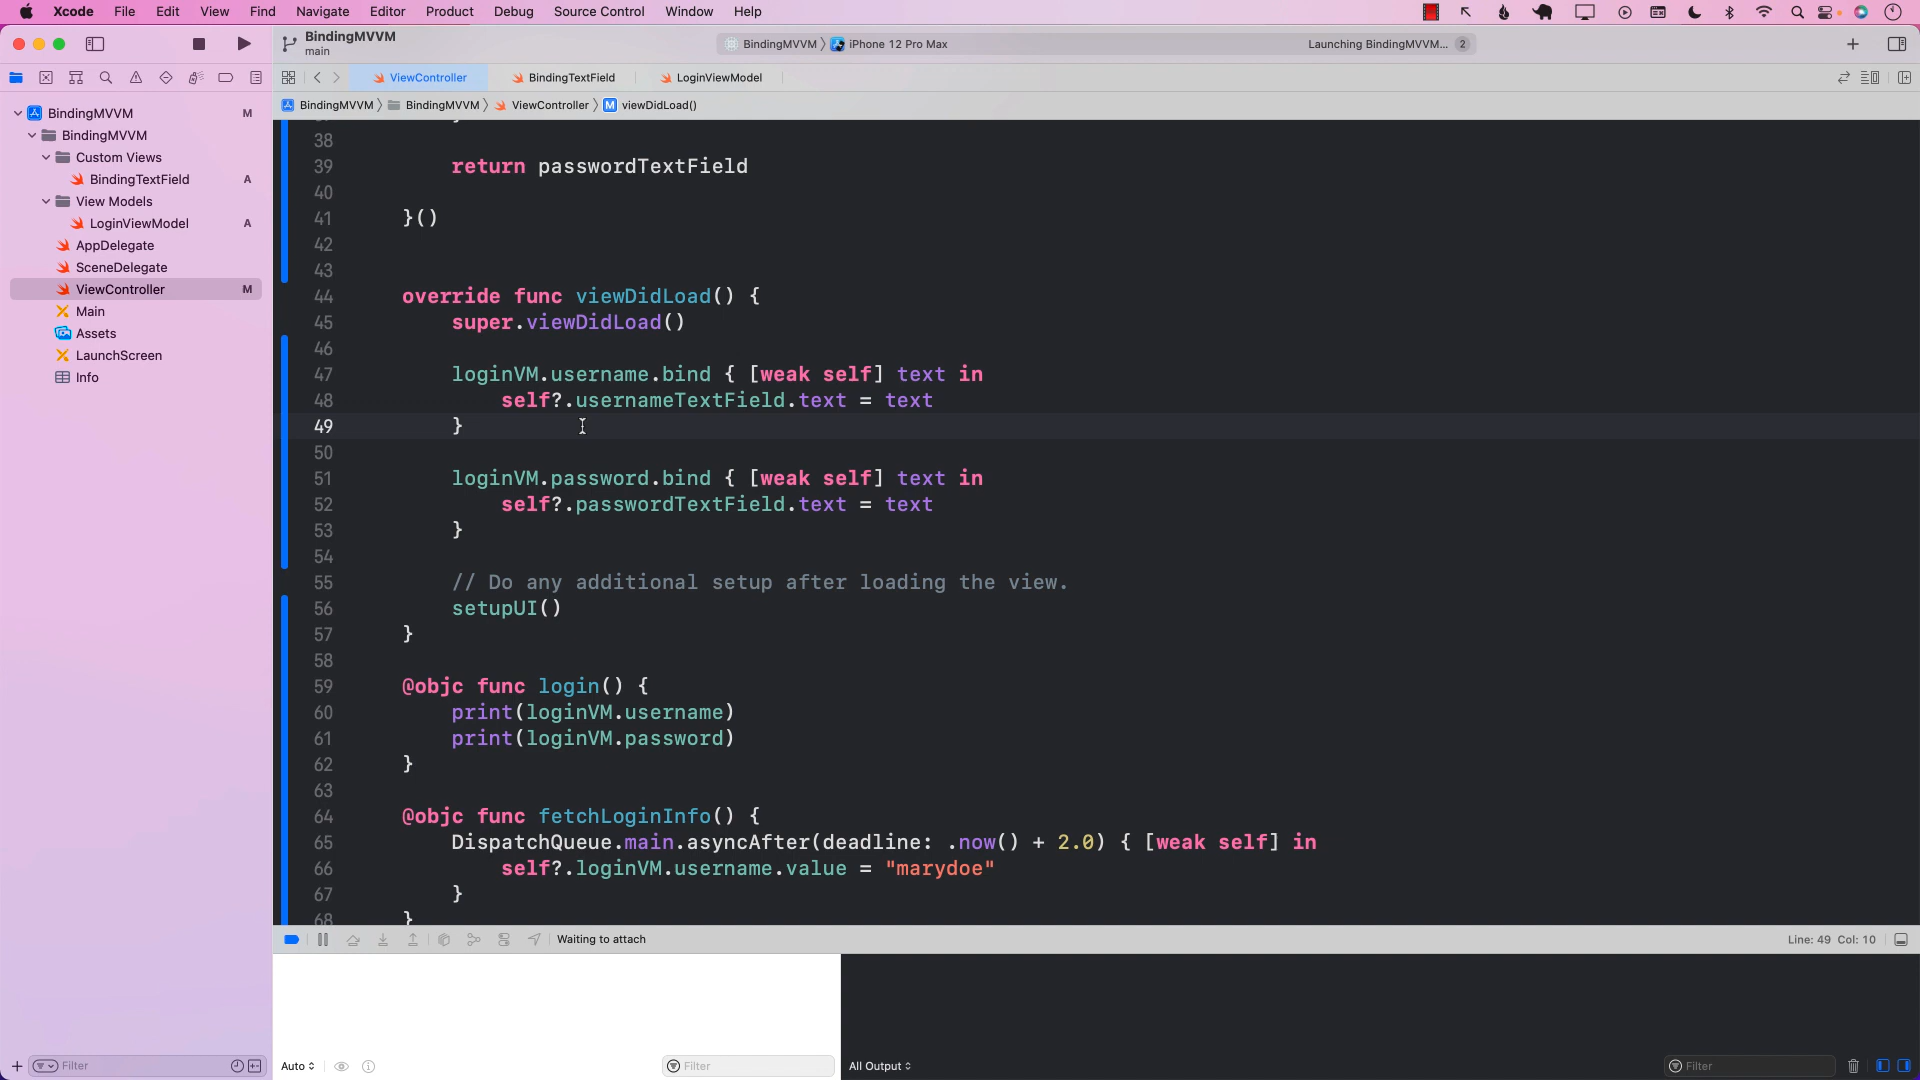 Xcode File Edit View Find Navigate Editor Product Debug Source Control Window Help
BindingMVVM
main
BindingMVVM 〉 iPhone 12 Pro Max
Launching BindingMVVM... 2
ViewController
BindingTextField
LoginViewModel
BindingMVVM 〉 BindingMVVM 〉 ViewController 〉 M viewDidLoad()
BindingMVVM M
BindingMVVM
Custom Views
BindingTextField A
View Models
LoginViewModel A
AppDelegate
SceneDelegate
ViewController M
Main
Assets
LaunchScreen
Info
38
39 return passwordTextField
40
41 }()
42
43
44 override func viewDidLoad() {
45 super.viewDidLoad()
46
47 loginVM.username.bind { [weak self] text in
48 self?.usernameTextField.text = text
49 }
50
51 loginVM.password.bind { [weak self] text in
52 self?.passwordTextField.text = text
53 }
54
55 // Do any additional setup after loading the view.
56 setupUI()
57 }
58
59 @objc func login() {
60 print(loginVM.username)
61 print(loginVM.password)
62 }
63
64 @objc func fetchLoginInfo() {
65 DispatchQueue.main.asyncAfter(deadline: .now() + 2.0) { [weak self] in
66 self?.loginVM.username.value = "marydoe"
67 }
68 }
Waiting to attach
Line: 49 Col: 10
Filter
Auto
Filter
All Output
Filter